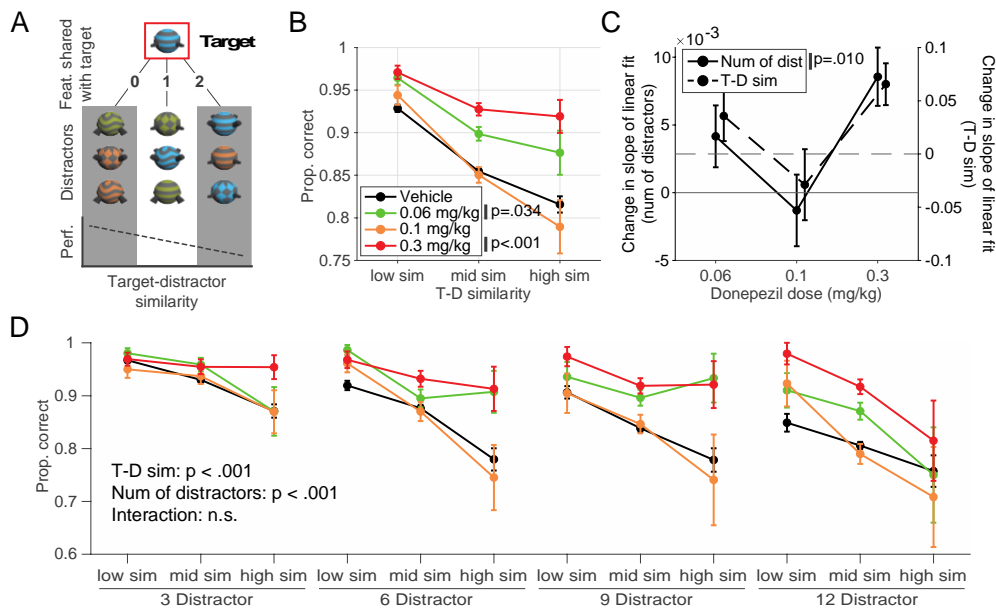 A
Feat. shared
with target
Target
0 1 2
Distractors
Perf.
Target-distractor
similarity
B
Prop. correct
1
0.95
0.9
0.85
0.8
0.75
Vehicle
0.06 mg/kg
p=.034
0.1 mg/kg
0.3 mg/kg
p<.001
low sim mid sim high sim
T-D similarity
C
Change in slope of linear fit
(num of distractors)
×10⁻³
10
5
0
-5
Num of dist
p=.010
T-D sim
0.1
0.05
0
-0.05
-0.1
Change in slope of linear fit
(T-D sim)
0.06 0.1 0.3
Donepezil dose (mg/kg)
D
Prop. correct
1
0.9
0.8
0.7
0.6
T-D sim: p < .001
Num of distractors: p < .001
Interaction: n.s.
low sim mid sim high sim low sim mid sim high sim low sim mid sim high sim low sim mid sim high sim
3 Distractor 6 Distractor 9 Distractor 12 Distractor